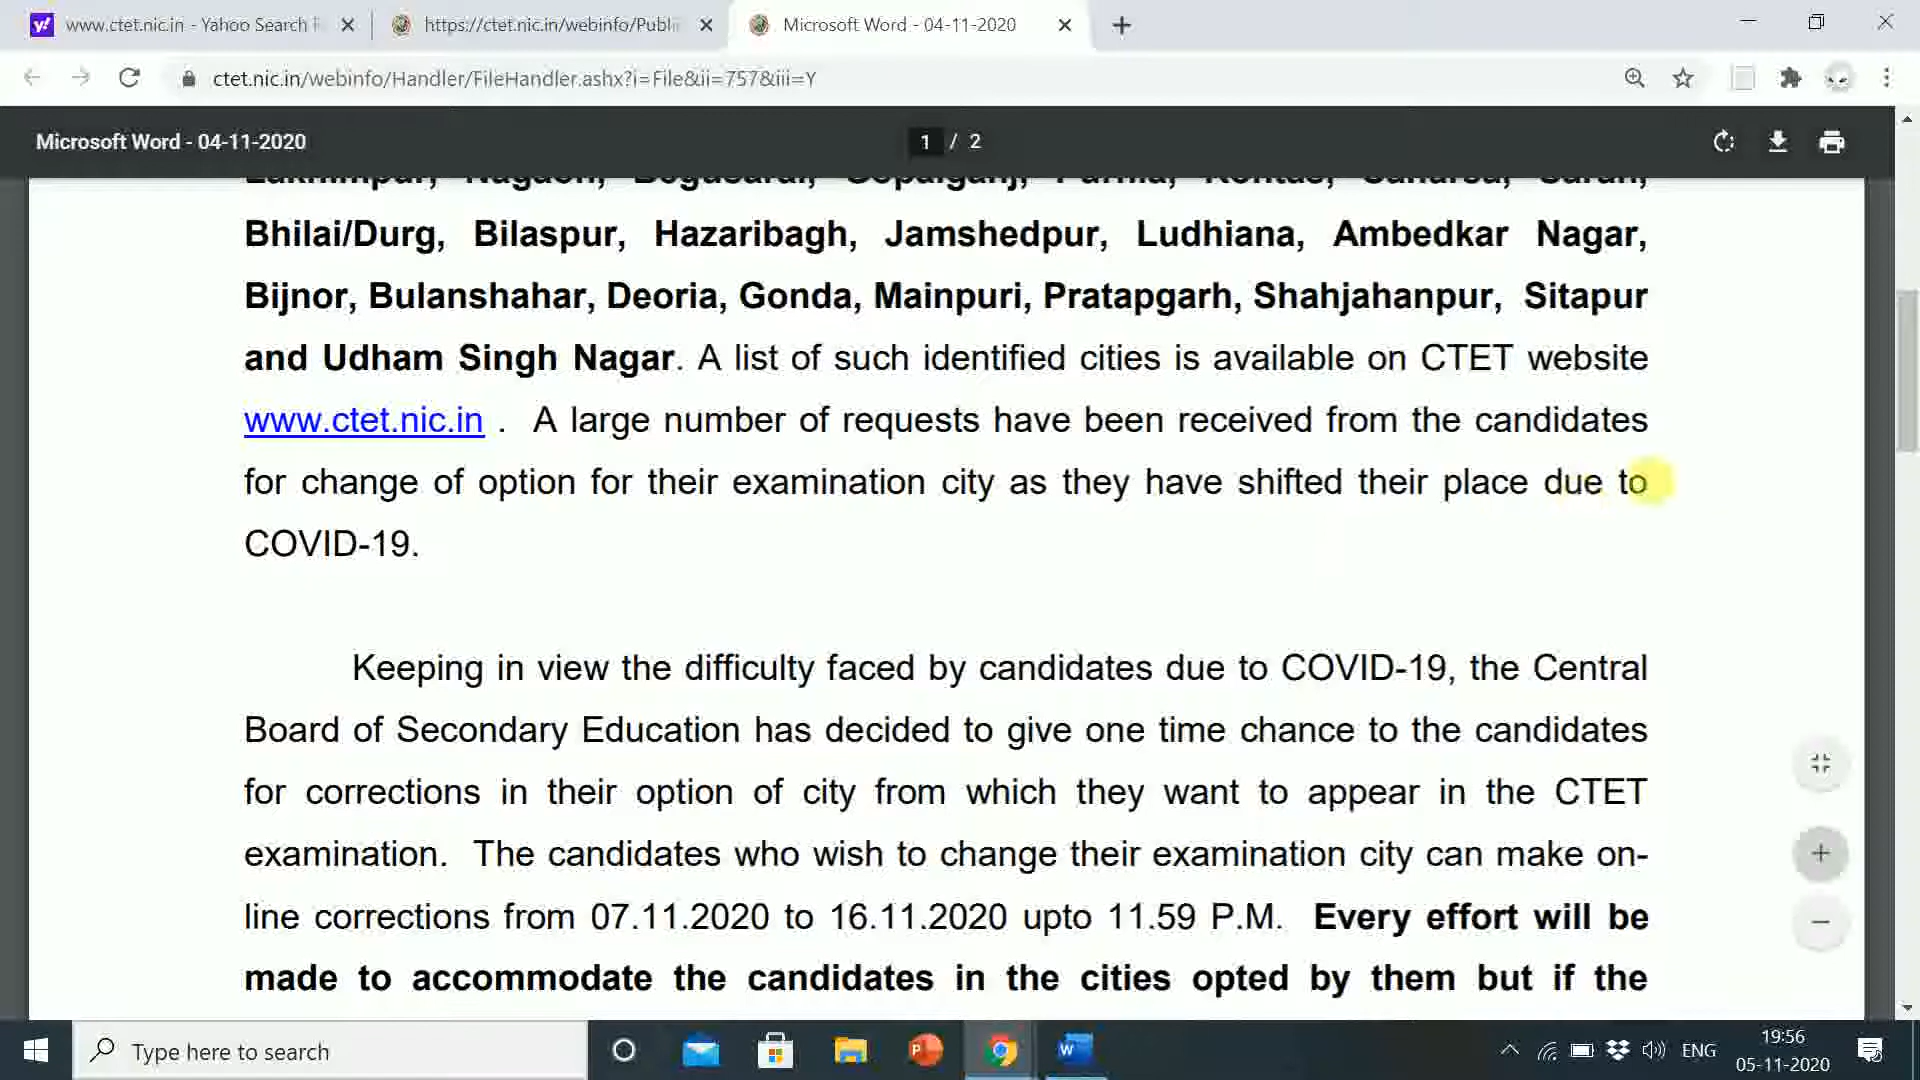 www.ctet.nic.in - Yahoo Search
https://ctet.nic.in/webinfo/Publi
Microsoft Word - 04-11-2020
ctet.nic.in/webinfo/Handler/FileHandler.ashx?i=File&ii=757&iii=Y
Microsoft Word - 04-11-2020
1 / 2
Bhilai/Durg, Bilaspur, Hazaribagh, Jamshedpur, Ludhiana, Ambedkar Nagar,
Bijnor, Bulanshahar, Deoria, Gonda, Mainpuri, Pratapgarh, Shahjahanpur, Sitapur
and Udham Singh Nagar. A list of such identified cities is available on CTET website
www.ctet.nic.in . A large number of requests have been received from the candidates
for change of option for their examination city as they have shifted their place due to
COVID-19.
Keeping in view the difficulty faced by candidates due to COVID-19, the Central
Board of Secondary Education has decided to give one time chance to the candidates
for corrections in their option of city from which they want to appear in the CTET
examination. The candidates who wish to change their examination city can make on-
line corrections from 07.11.2020 to 16.11.2020 upto 11.59 P.M. Every effort will be
made to accommodate the candidates in the cities opted by them but if the
Type here to search
ENG
19:56
05-11-2020